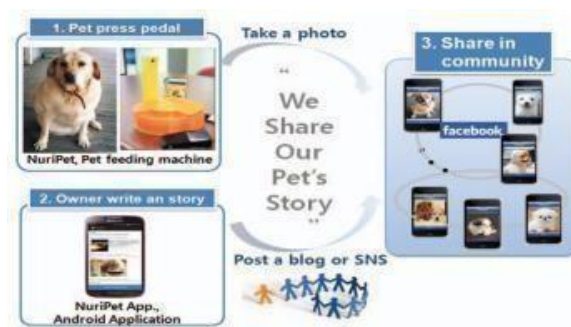 1. Pet press pedal
NuriPet, Pet feeding machine
2. Owner write an story
NuriPet App.,
Android Application
Take a photo
“
We
Share
Our
Pet's
Story
”
Post a blog or SNS
3. Share in
community
facebook